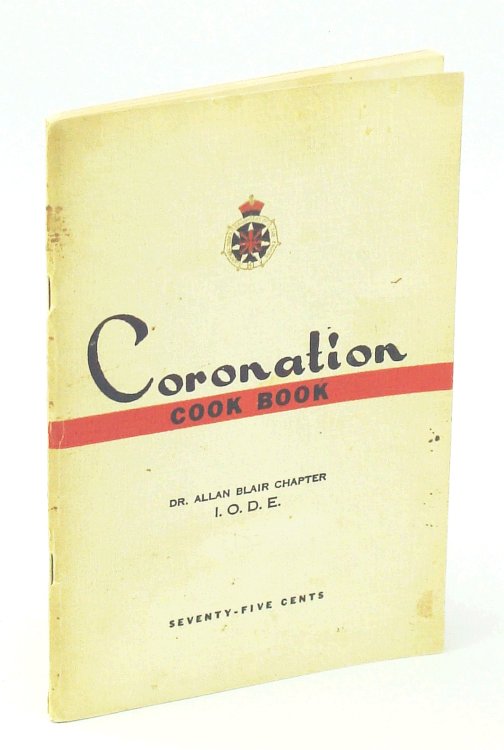 Coronation
COOK BOOK
DR. ALLAN BLAIR CHAPTER
I. O. D. E.
SEVENTY-FIVE CENTS